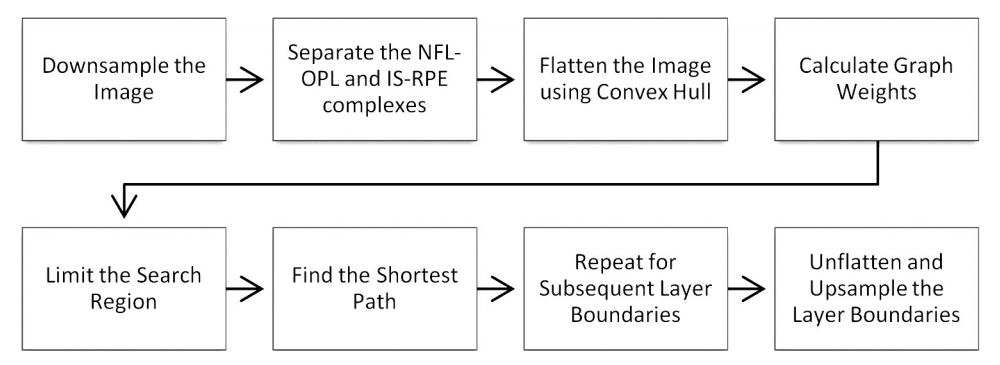 Downsample the
Image
Separate the NFL-
OPL and IS-RPE
complexes
Flatten the Image
using Convex Hull
Calculate Graph
Weights
Limit the Search
Region
Find the Shortest
Path
Repeat for
Subsequent Layer
Boundaries
Unflatten and
Upsample the
Layer Boundaries